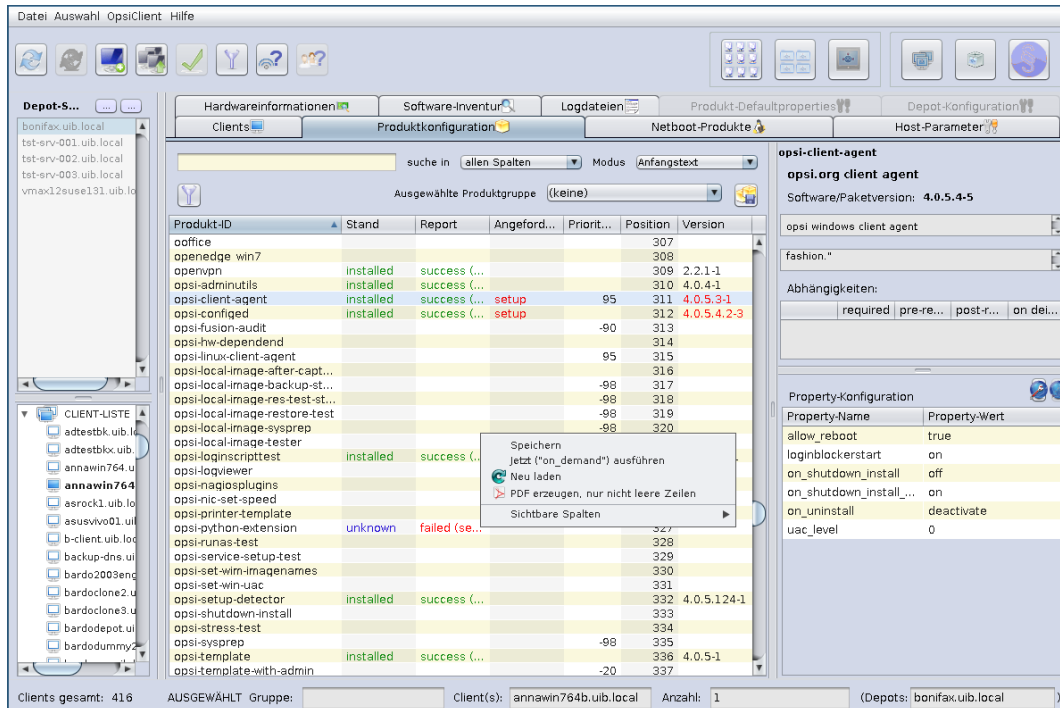 Datei Auswahl OpsiClient Hilfe
Depot-S... ... ...
bonifax.uib.local
tst-srv-001.uib.local
tst-srv-002.uib.local
tst-srv-003.uib.local
vmax12suse131.uib.lo
CLIENT-LISTE
adtestbk.uib.lo
adtestbkx.uib.
annawin764.u
annawin764
asrock1.uib.lo
asusvivo01.uil
b-client.uib.loc
backup-dns.ui
bardo2003eng
bardoclone2.u
bardoclone3.u
bardodepot.ui
bardodummy2
Hardwareinformationen Software-Inventur Logdateien Produkt-Defaultproperties Depot-Konfiguration
Clients Produktkonfiguration Netboot-Produkte Host-Parameter
suche in allen Spalten Modus Anfangstext
Ausgewählte Produktgruppe (keine)
Produkt-ID Stand Report Angeford... Priorit... Position Version
ooffice 307
openedge_win7 308
openvpn installed success (... 309 2.2.1-1
opsi-adminutils installed success (... 310 4.0.4-1
opsi-client-agent installed success (... setup 95 311 4.0.5.3-1
opsi-configed installed success (... setup 312 4.0.5.4.2-3
opsi-fusion-audit -90 313
opsi-hw-dependend 314
opsi-linux-client-agent 95 315
opsi-local-image-after-capt... 316
opsi-local-image-backup-st... -98 317
opsi-local-image-res-test-st... -98 318
opsi-local-image-restore-test -98 319
opsi-local-image-sysprep -98 320
opsi-local-image-tester
opsi-loginscripttest installed success (..
opsi-logviewer
opsi-nagiosplugins
opsi-nic-set-speed
opsi-printer-template
opsi-python-extension unknown failed (se... 327
opsi-runas-test 328
opsi-service-setup-test 329
opsi-set-wim-imagenames 330
opsi-set-win-uac 331
opsi-setup-detector installed success (... 332 4.0.5.124-1
opsi-shutdown-install 333
opsi-stress-test 334
opsi-sysprep -98 335
opsi-template installed success (... 336 4.0.5-1
opsi-template-with-admin -20 337
Speichern
Jetzt ("on_demand") ausführen
Neu laden
PDF erzeugen, nur nicht leere Zeilen
Sichtbare Spalten
opsi-client-agent
opsi.org client agent
Software/Paketversion: 4.0.5.4-5
opsi windows client agent
fashion."
Abhängigkeiten:
required pre-re... post-r... on dei...
Property-Konfiguration
Property-Name Property-Wert
allow_reboot true
loginblockerstart on
on_shutdown_install off
on_shutdown_install_... on
on_uninstall deactivate
uac_level 0
Clients gesamt: 416 AUSGEWÄHLT Gruppe: Client(s): annawin764b.uib.local Anzahl: 1 (Depots: bonifax.uib.local )